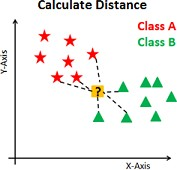 Calculate Distance
Class A
Class B
Y-Axis
?
X-Axis